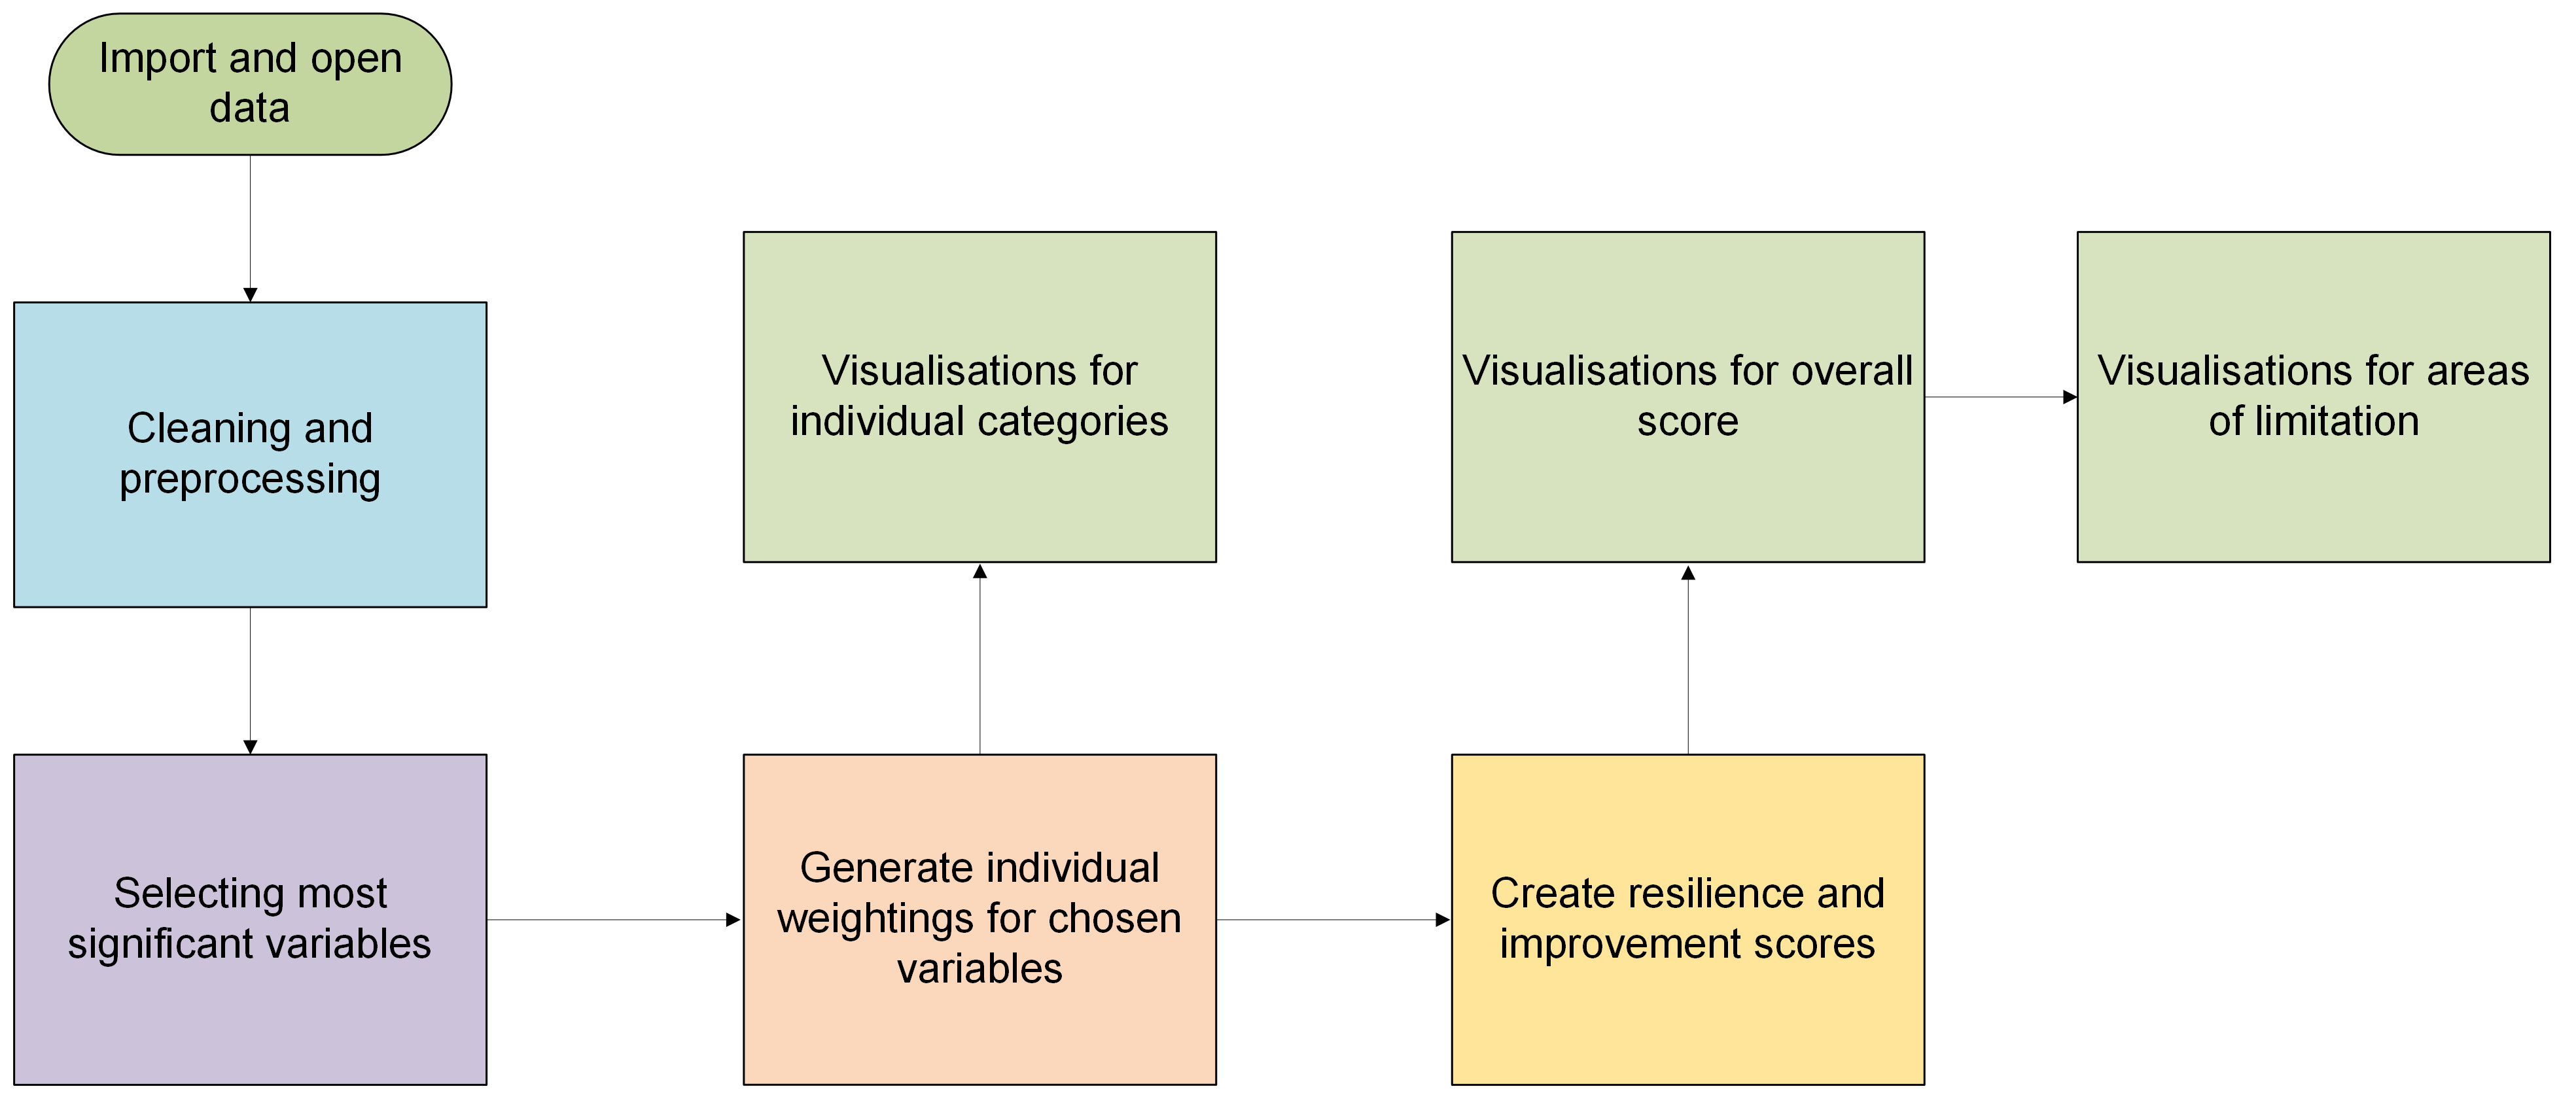 Import and open
data
Cleaning and
preprocessing
Selecting most
significant variables
Generate individual
weightings for chosen
variables
Visualisations for
individual categories
Create resilience and
improvement scores
Visualisations for overall
score
Visualisations for areas
of limitation